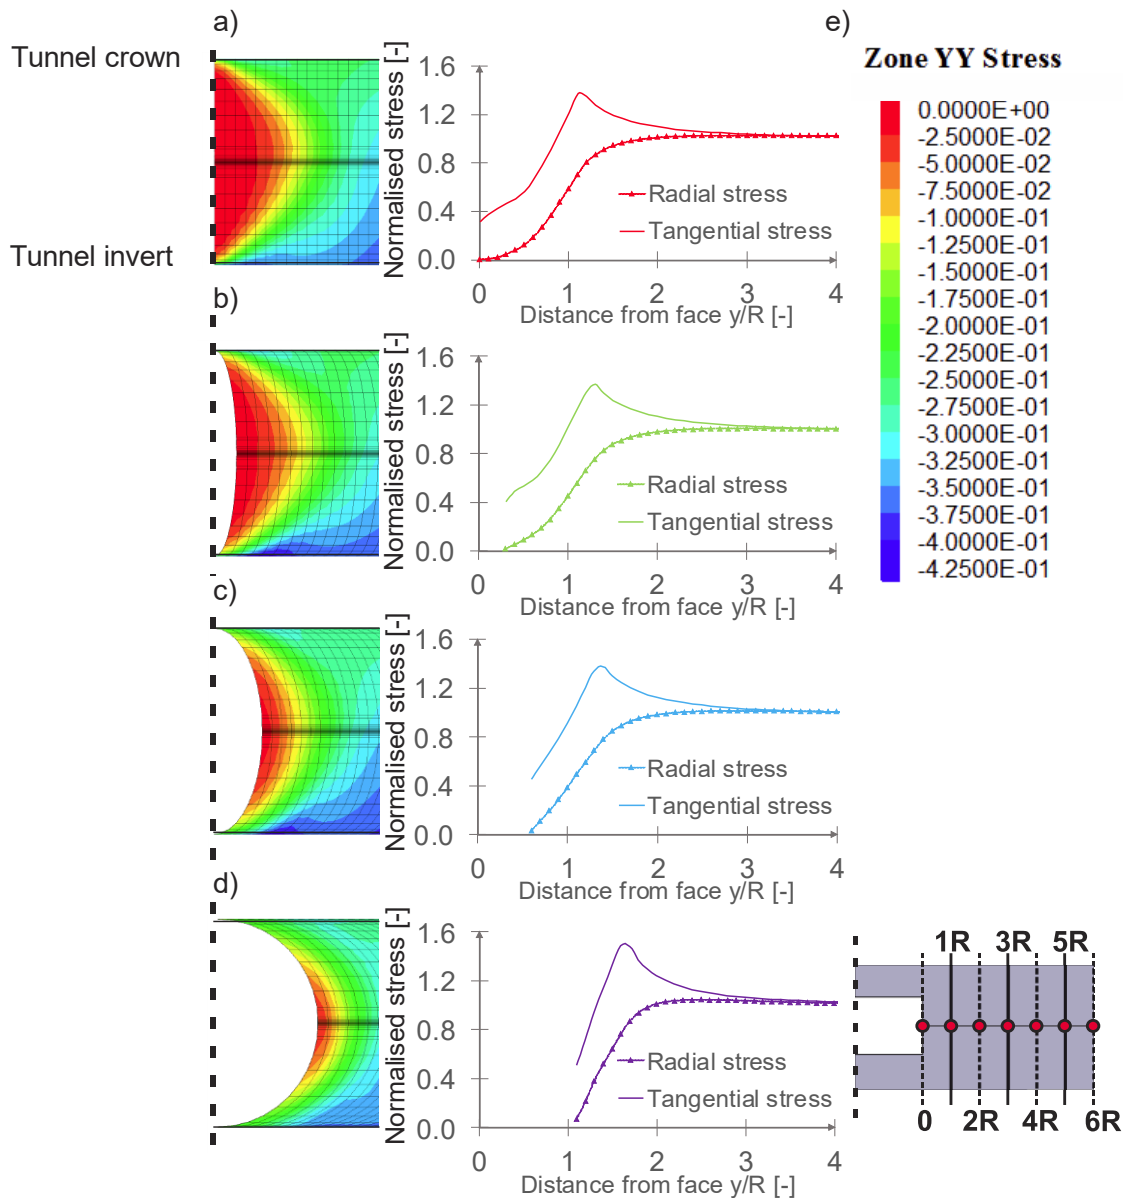 a)
Tunnel crown
Tunnel invert
Normalised stress [-]
1.6
1.2
0.8
0.4
0.0
Radial stress
Tangential stress
0 1 2 3 4
Distance from face y/R [-]
b)
Normalised stress [-]
1.6
1.2
0.8
0.4
0.0
Radial stress
Tangential stress
0 1 2 3 4
Distance from face y/R [-]
c)
Normalised stress [-]
1.6
1.2
0.8
0.4
0.0
Radial stress
Tangential stress
0 1 2 3 4
Distance from face y/R [-]
d)
Normalised stress [-]
1.6
1.2
0.8
0.4
0.0
Radial stress
Tangential stress
0 1 2 3 4
Distance from face y/R [-]
e)
Zone YY Stress
0.0000E+00
-2.5000E-02
-5.0000E-02
-7.5000E-02
-1.0000E-01
-1.2500E-01
-1.5000E-01
-1.7500E-01
-2.0000E-01
-2.2500E-01
-2.5000E-01
-2.7500E-01
-3.0000E-01
-3.2500E-01
-3.5000E-01
-3.7500E-01
-4.0000E-01
-4.2500E-01
1R 3R 5R
0 2R 4R 6R